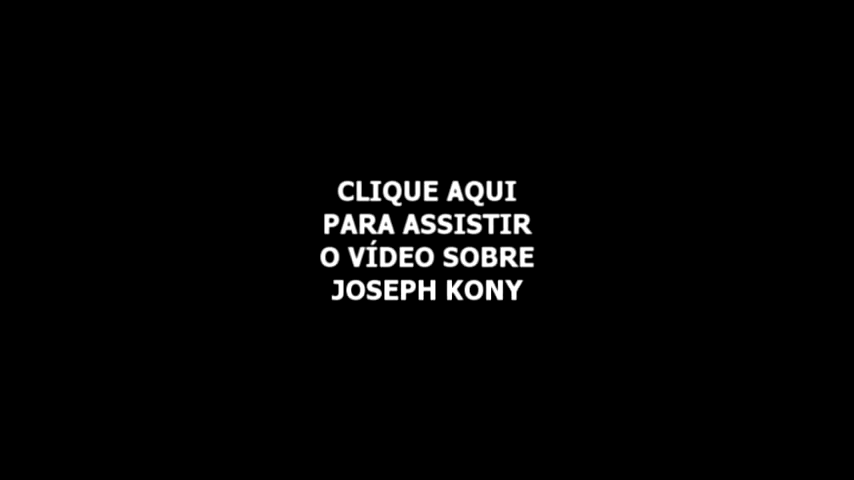 CLIQUE AQUI
PARA ASSISTIR
O VÍDEO SOBRE
JOSEPH KONY